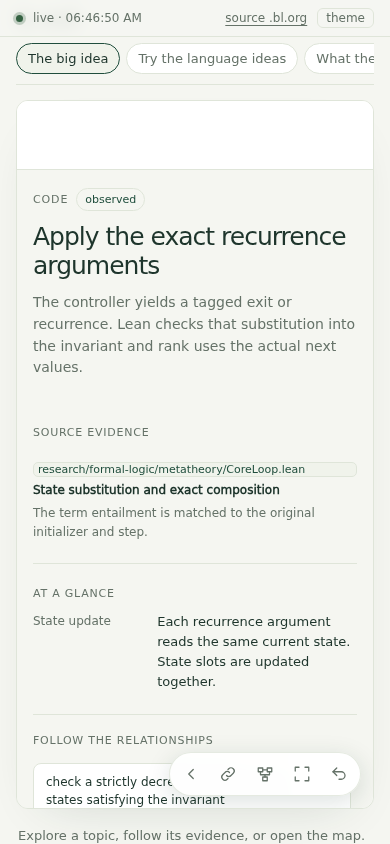 live · 06:46:50 AM
source .bl.org
theme
The big idea
Try the language ideas
What the
CODE
observed
Apply the exact recurrence
arguments
The controller yields a tagged exit or
recurrence. Lean checks that substitution into
the invariant and rank uses the actual next
values.
SOURCE EVIDENCE
research/formal-logic/metatheory/CoreLoop.lean
State substitution and exact composition
The term entailment is matched to the original
initializer and step.
AT A GLANCE
State update
Each recurrence argument
reads the same current state.
State slots are updated
together.
FOLLOW THE RELATIONSHIPS
check a strictly
states satisfying the invariant
Explore a topic, follow its evidence, or open the map.